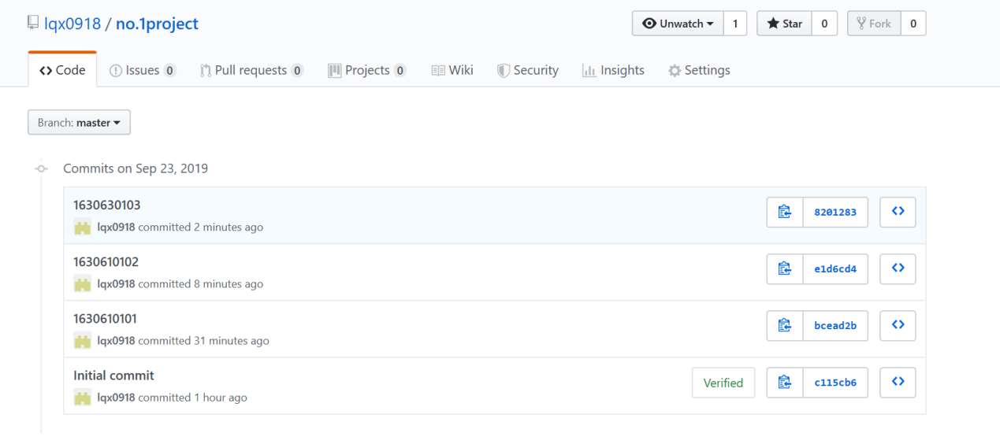 lqx0918 / no.1project
Unwatch 1 Star 0 Fork 0
Code Issues 0 Pull requests 0 Projects 0 Wiki Security Insights Settings
Branch: master
Commits on Sep 23, 2019
1630630103
lqx0918 committed 2 minutes ago
8201283
1630610102
lqx0918 committed 8 minutes ago
e1d6cd4
1630610101
lqx0918 committed 31 minutes ago
bcead2b
Initial commit
lqx0918 committed 1 hour ago
Verified
c115cb6